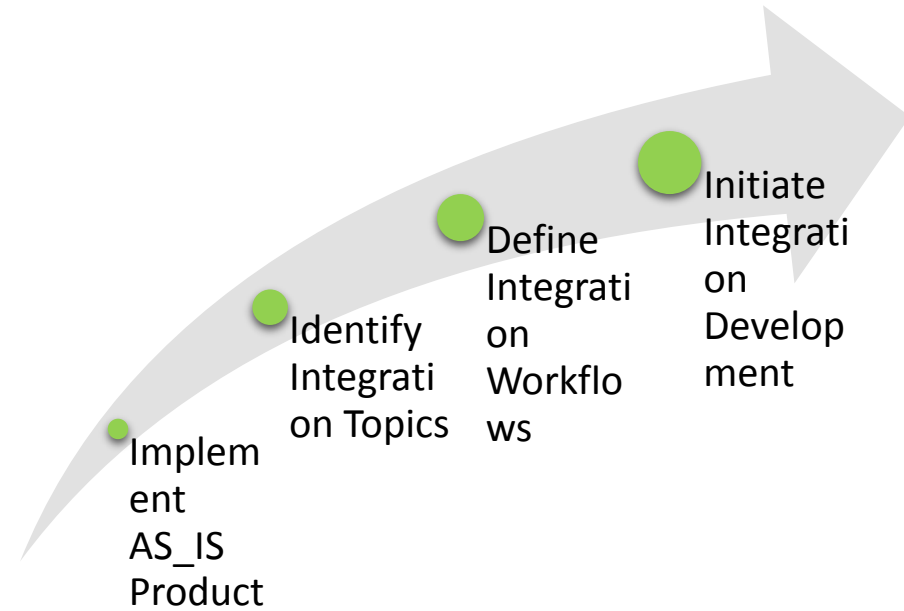 Implem
ent
AS_IS
Product
Identify
Integrati
on Topics
Define
Integrati
on
Workflo
ws
Initiate
Integrati
on
Develop
ment